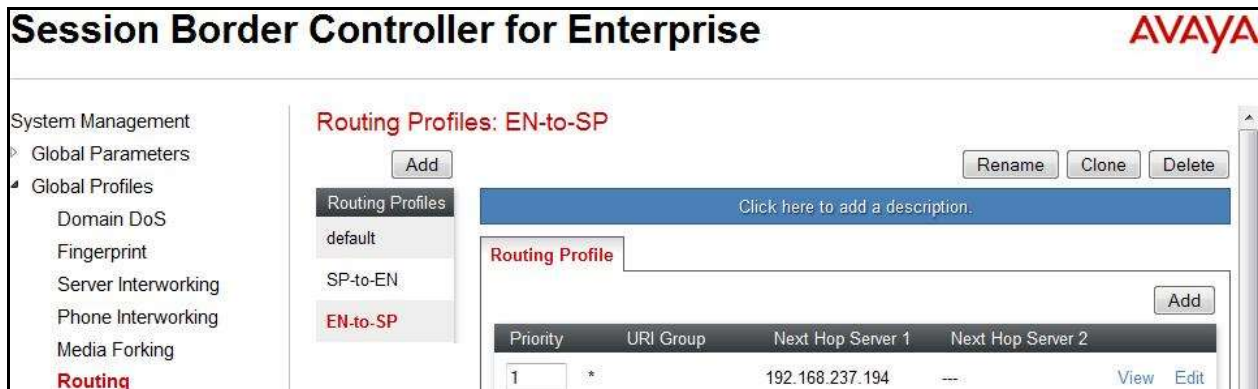 Session Border Controller for Enterprise
AVAYA
System Management
Global Parameters
Global Profiles
Domain DoS
Fingerprint
Server Interworking
Phone Interworking
Media Forking
Routing
Routing Profiles: EN-to-SP
Add
Rename Clone Delete
Routing Profiles
default
SP-to-EN
EN-to-SP
Click here to add a description.
Routing Profile
Add
Priority URI Group Next Hop Server 1 Next Hop Server 2
1 * 192.168.237.194 --- View Edit